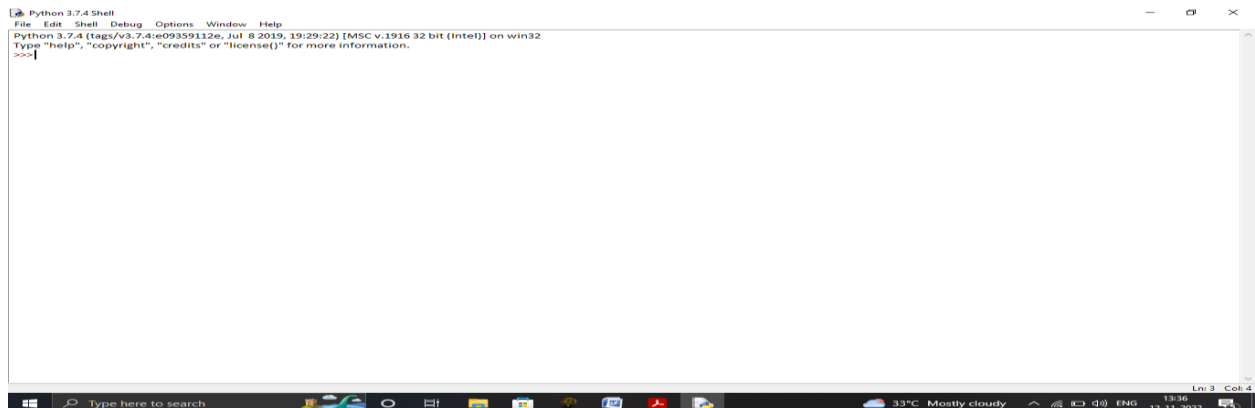 Python 3.7.4 Shell
File Edit Shell Debug Options Window Help
Python 3.7.4 (tags/v3.7.4:e09359112e, Jul 8 2019, 19:29:22) [MSC v.1916 32 bit (Intel)] on win32
Type "help", "copyright", "credits" or "license()" for more information.
>>>
Ln: 3 Col: 4
Type here to search
33°C Mostly cloudy
ENG
13:36